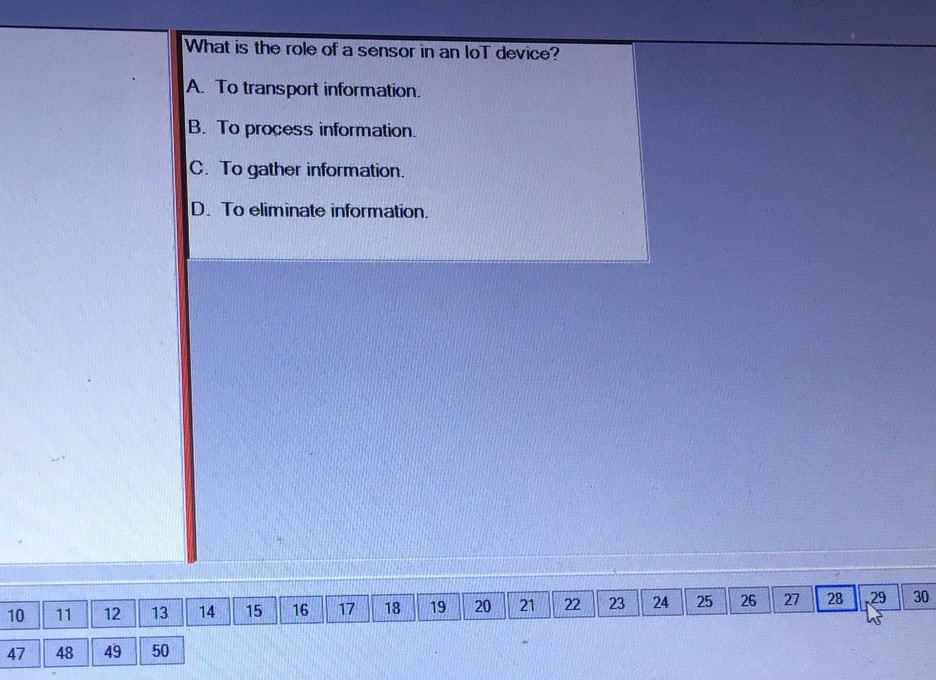 What is the role of a sensor in an IoT device?
A. To transport information.
B. To process information.
C. To gather information.
D. To eliminate information.
10 11 12 13 14 15 16 17 18 19 20 21 22 23 24 25 26 27 28 29 30
47 48 49 50